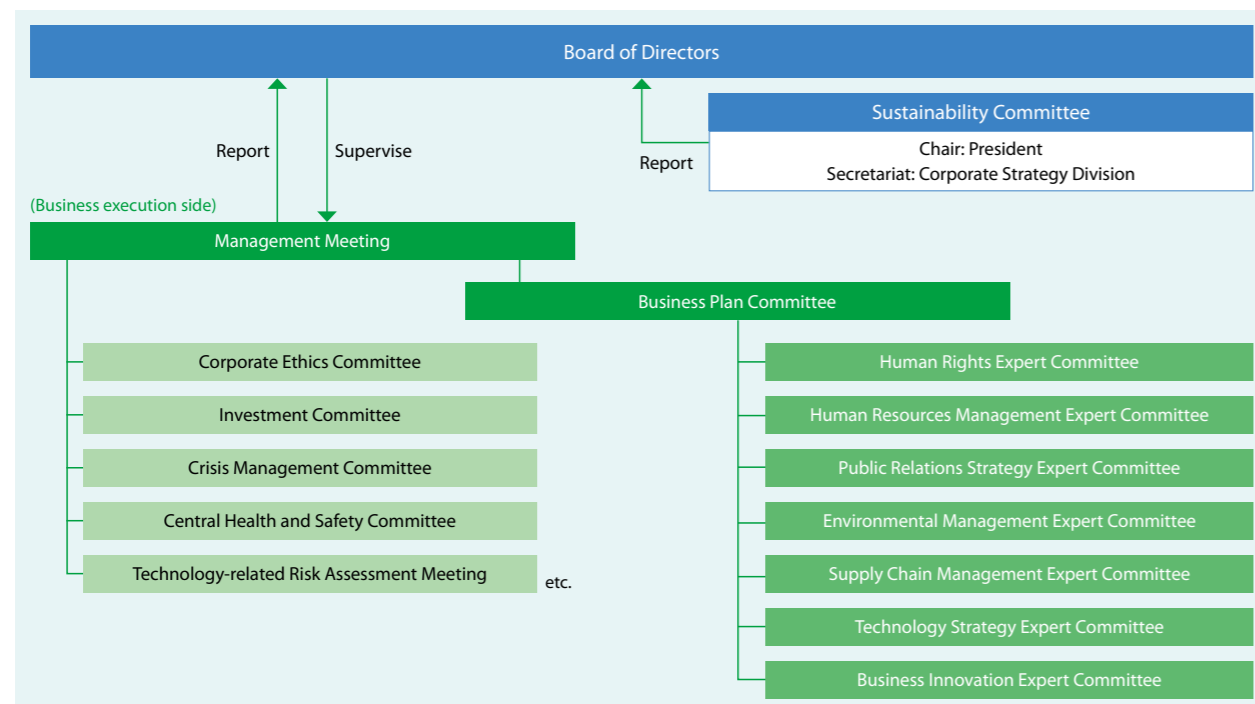 Board of Directors
Sustainability Committee
Chair: President
Secretariat: Corporate Strategy Division
Report
Supervise
Report
(Business execution side)
Management Meeting
Business Plan Committee
Corporate Ethics Committee
Investment Committee
Crisis Management Committee
Central Health and Safety Committee
Technology-related Risk Assessment Meeting
etc.
Human Rights Expert Committee
Human Resources Management Expert Committee
Public Relations Strategy Expert Committee
Environmental Management Expert Committee
Supply Chain Management Expert Committee
Technology Strategy Expert Committee
Business Innovation Expert Committee